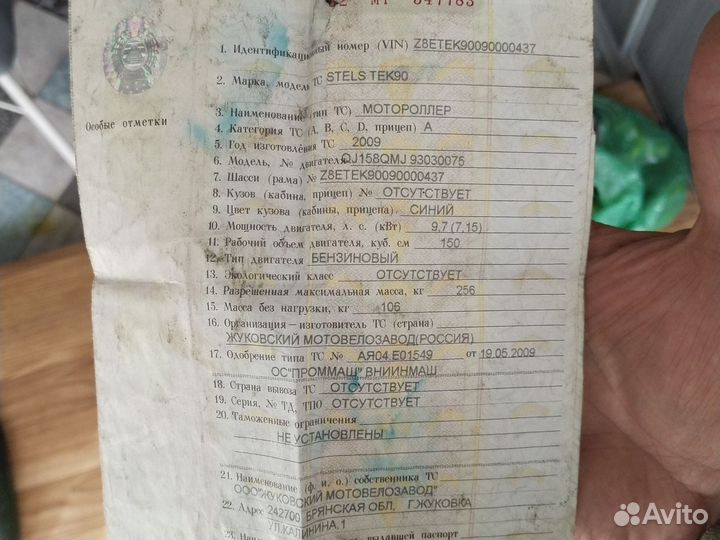 МТ 547783
1. Идентификационный номер (VIN) Z8ETEK90090000437
2. Марка, модель ТС STELS TEK90
3. Наименование (тип ТС) МОТОРОЛЛЕР
Особые отметки
4. Категория ТС (А, В, С, D, прицеп) А
5. Год изготовления ТС 2009
6. Модель, № двигателя QJ158QMJ 93030075
7. Шасси (рама) № Z8ETEK90090000437
8. Кузов (кабина, прицеп) № ОТСУТСТВУЕТ
9. Цвет кузова (кабины, прицепа) СИНИЙ
10. Мощность двигателя, л. с. (кВт) 9.7 (7,15)
11. Рабочий объем двигателя, куб. см 150
12. Тип двигателя БЕНЗИНОВЫЙ
13. Экологический класс ОТСУТСТВУЕТ
14. Разрешенная максимальная масса, кг 256
15. Масса без нагрузки, кг 106
16. Организация – изготовитель ТС (страна)
ЖУКОВСКИЙ МОТОВЕЛОЗАВОД(РОССИЯ)
17. Одобрение типа ТС № АЯ04.Е01549 от 19.05.2009
ОС"ПРОММАШ" ВНИИНМАШ
18. Страна вывоза ТС ОТСУТСТВУЕТ
19. Серия, № ТД, ТПО ОТСУТСТВУЕТ
20. Таможенные ограничения
НЕ УСТАНОВЛЕНЫ
21. Наименование (ф. и. о.) собственника ТС
ООО"ЖУКОВСКИЙ МОТОВЕЛОЗАВОД"
22. Адрес 242700 БРЯНСКАЯ ОБЛ, Г.ЖУКОВКА
УЛ.КАЛИНИНА.1
23. выдавшей паспорт
Avito